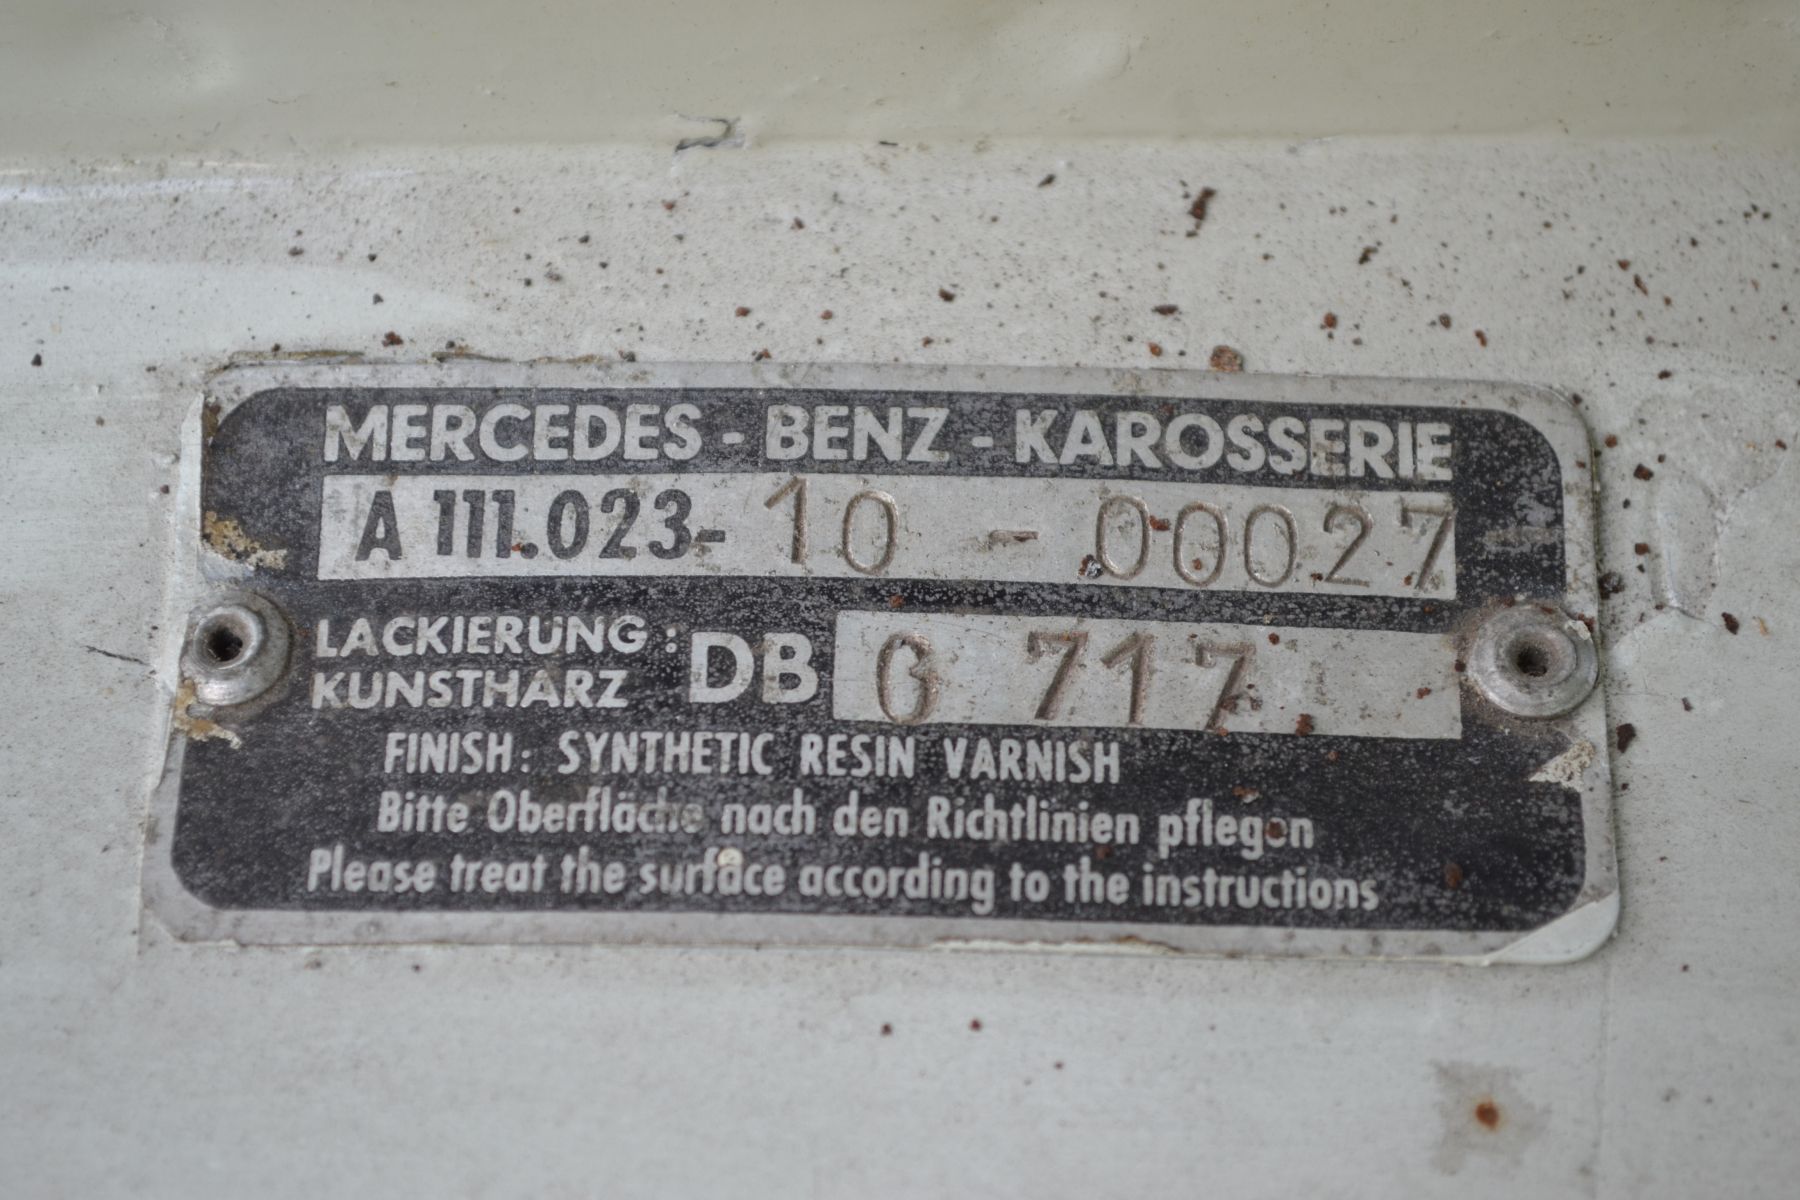 MERCEDES - BENZ - KAROSSERIE
A 111.023- 10 - 00027
LACKIERUNG :
KUNSTHARZ
DB G 717
FINISH: SYNTHETIC RESIN VARNISH
Bitte Oberfläche nach den Richtlinien pflegen
Please treat the surface according to the instructions